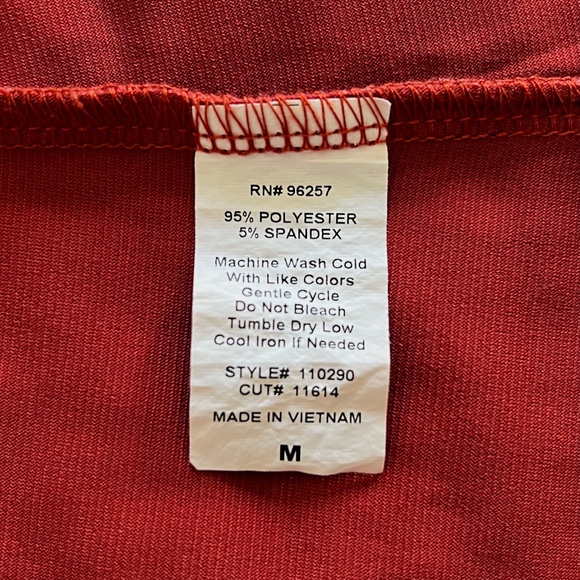 RN# 96257
95% POLYESTER
5% SPANDEX
Machine Wash Cold
With Like Colors
Gentle Cycle
Do Not Bleach
Tumble Dry Low
Cool Iron If Needed
STYLE# 110290
CUT# 11614
MADE IN VIETNAM
M